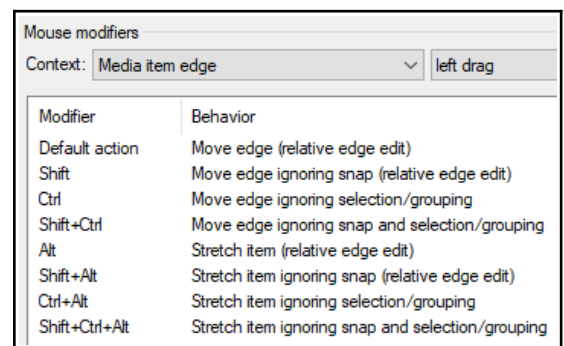 Mouse modifiers
Context: Media item edge left drag
Modifier Behavior
Default action Move edge (relative edge edit)
Shift Move edge ignoring snap (relative edge edit)
Ctrl Move edge ignoring selection/grouping
Shift+Ctrl Move edge ignoring snap and selection/grouping
Alt Stretch item (relative edge edit)
Shift+Alt Stretch item ignoring snap (relative edge edit)
Ctrl+Alt Stretch item ignoring selection/grouping
Shift+Ctrl+Alt Stretch item ignoring snap and selection/grouping